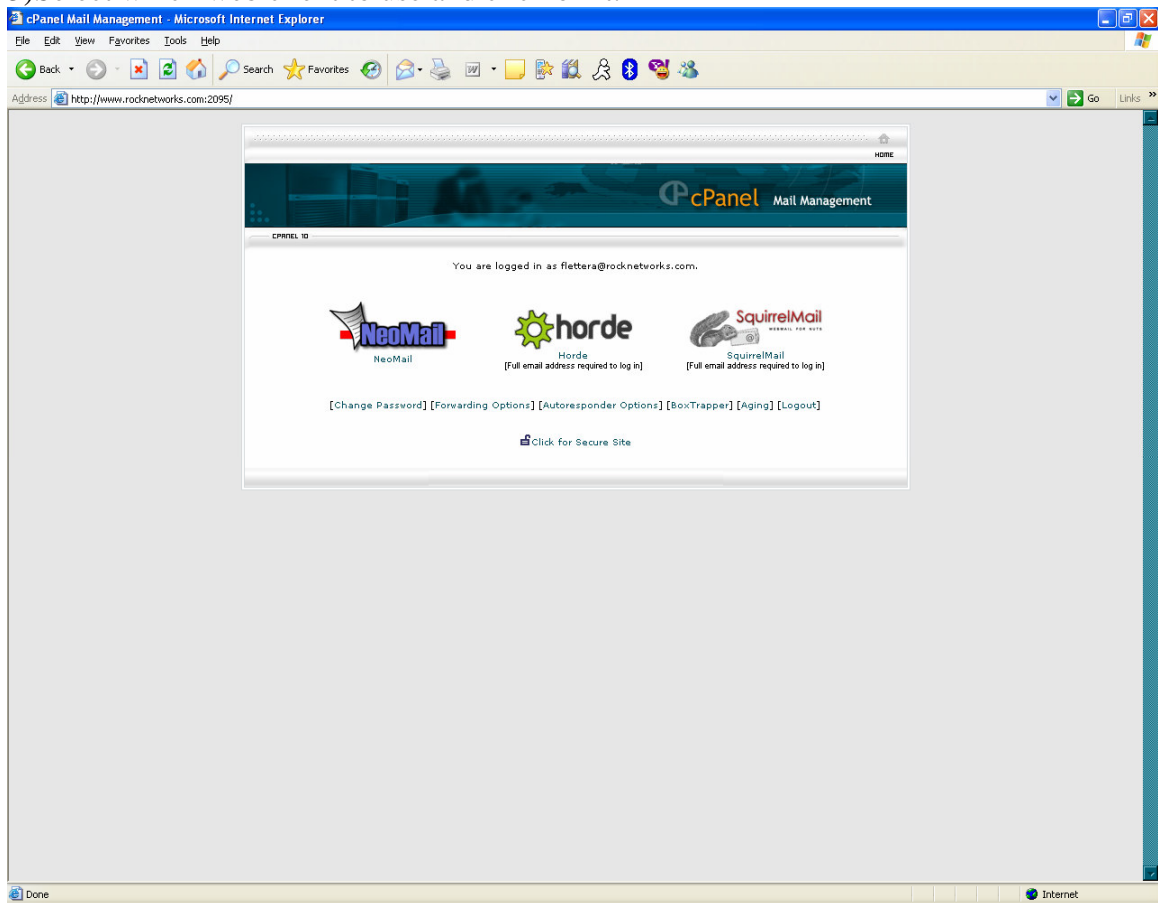 cPanel Mail Management - Microsoft Internet Explorer
File Edit View Favorites Tools Help
Back Search Favorites
Address http://www.rocknetworks.com:2095/ Go Links »
HOME
cPanel Mail Management
CPANEL 10
You are logged in as flettera@rocknetworks.com.
NeoMail horde SquirrelMail
WEBMAIL FOR NUTS
NeoMail Horde SquirrelMail
[Full email address required to log in] [Full email address required to log in]
[Change Password] [Forwarding Options] [Autoresponder Options] [BoxTrapper] [Aging] [Logout]
Click for Secure Site
Done Internet